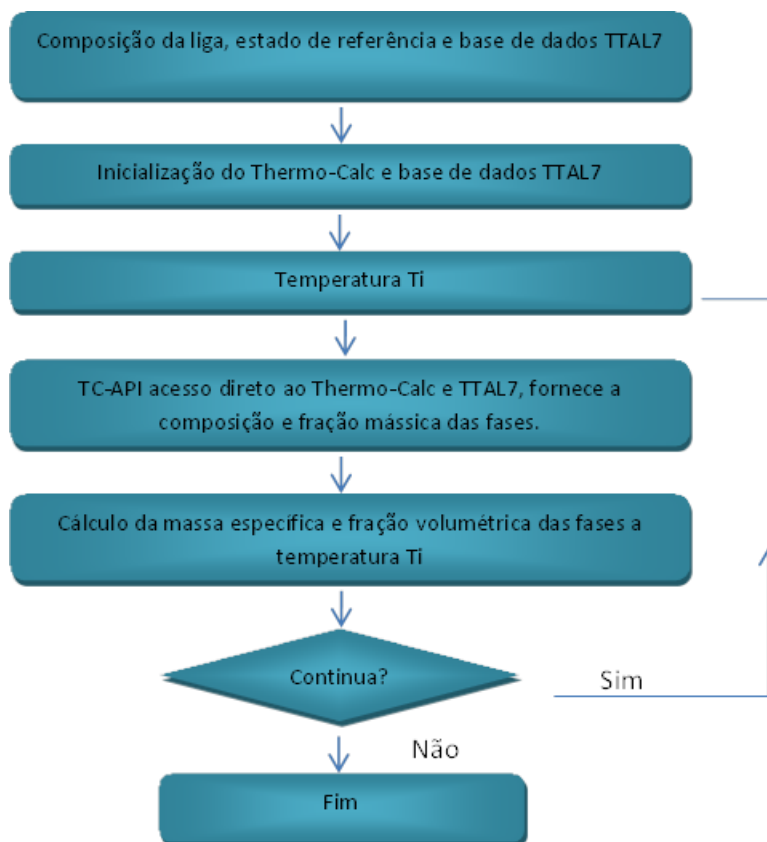 Composição da liga, estado de referência e base de dados TTAL7
Inicialização do Thermo-Calc e base de dados TTAL7
Temperatura Ti
TC-API acesso direto ao Thermo-Calc e TTAL7, fornece a
composição e fração mássica das fases.
Cálculo da massa específica e fração volumétrica das fases a
temperatura Ti
Continua?
Sim
Não
Fim